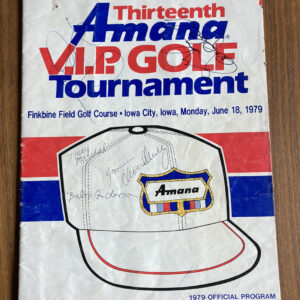 Thirteenth
Amana®
V.I.P. GOLF
Tournament
Finkbine Field Golf Course • Iowa City, Iowa, Monday, June 18, 1979
Amana
1979 OFFICIAL PROGRAM